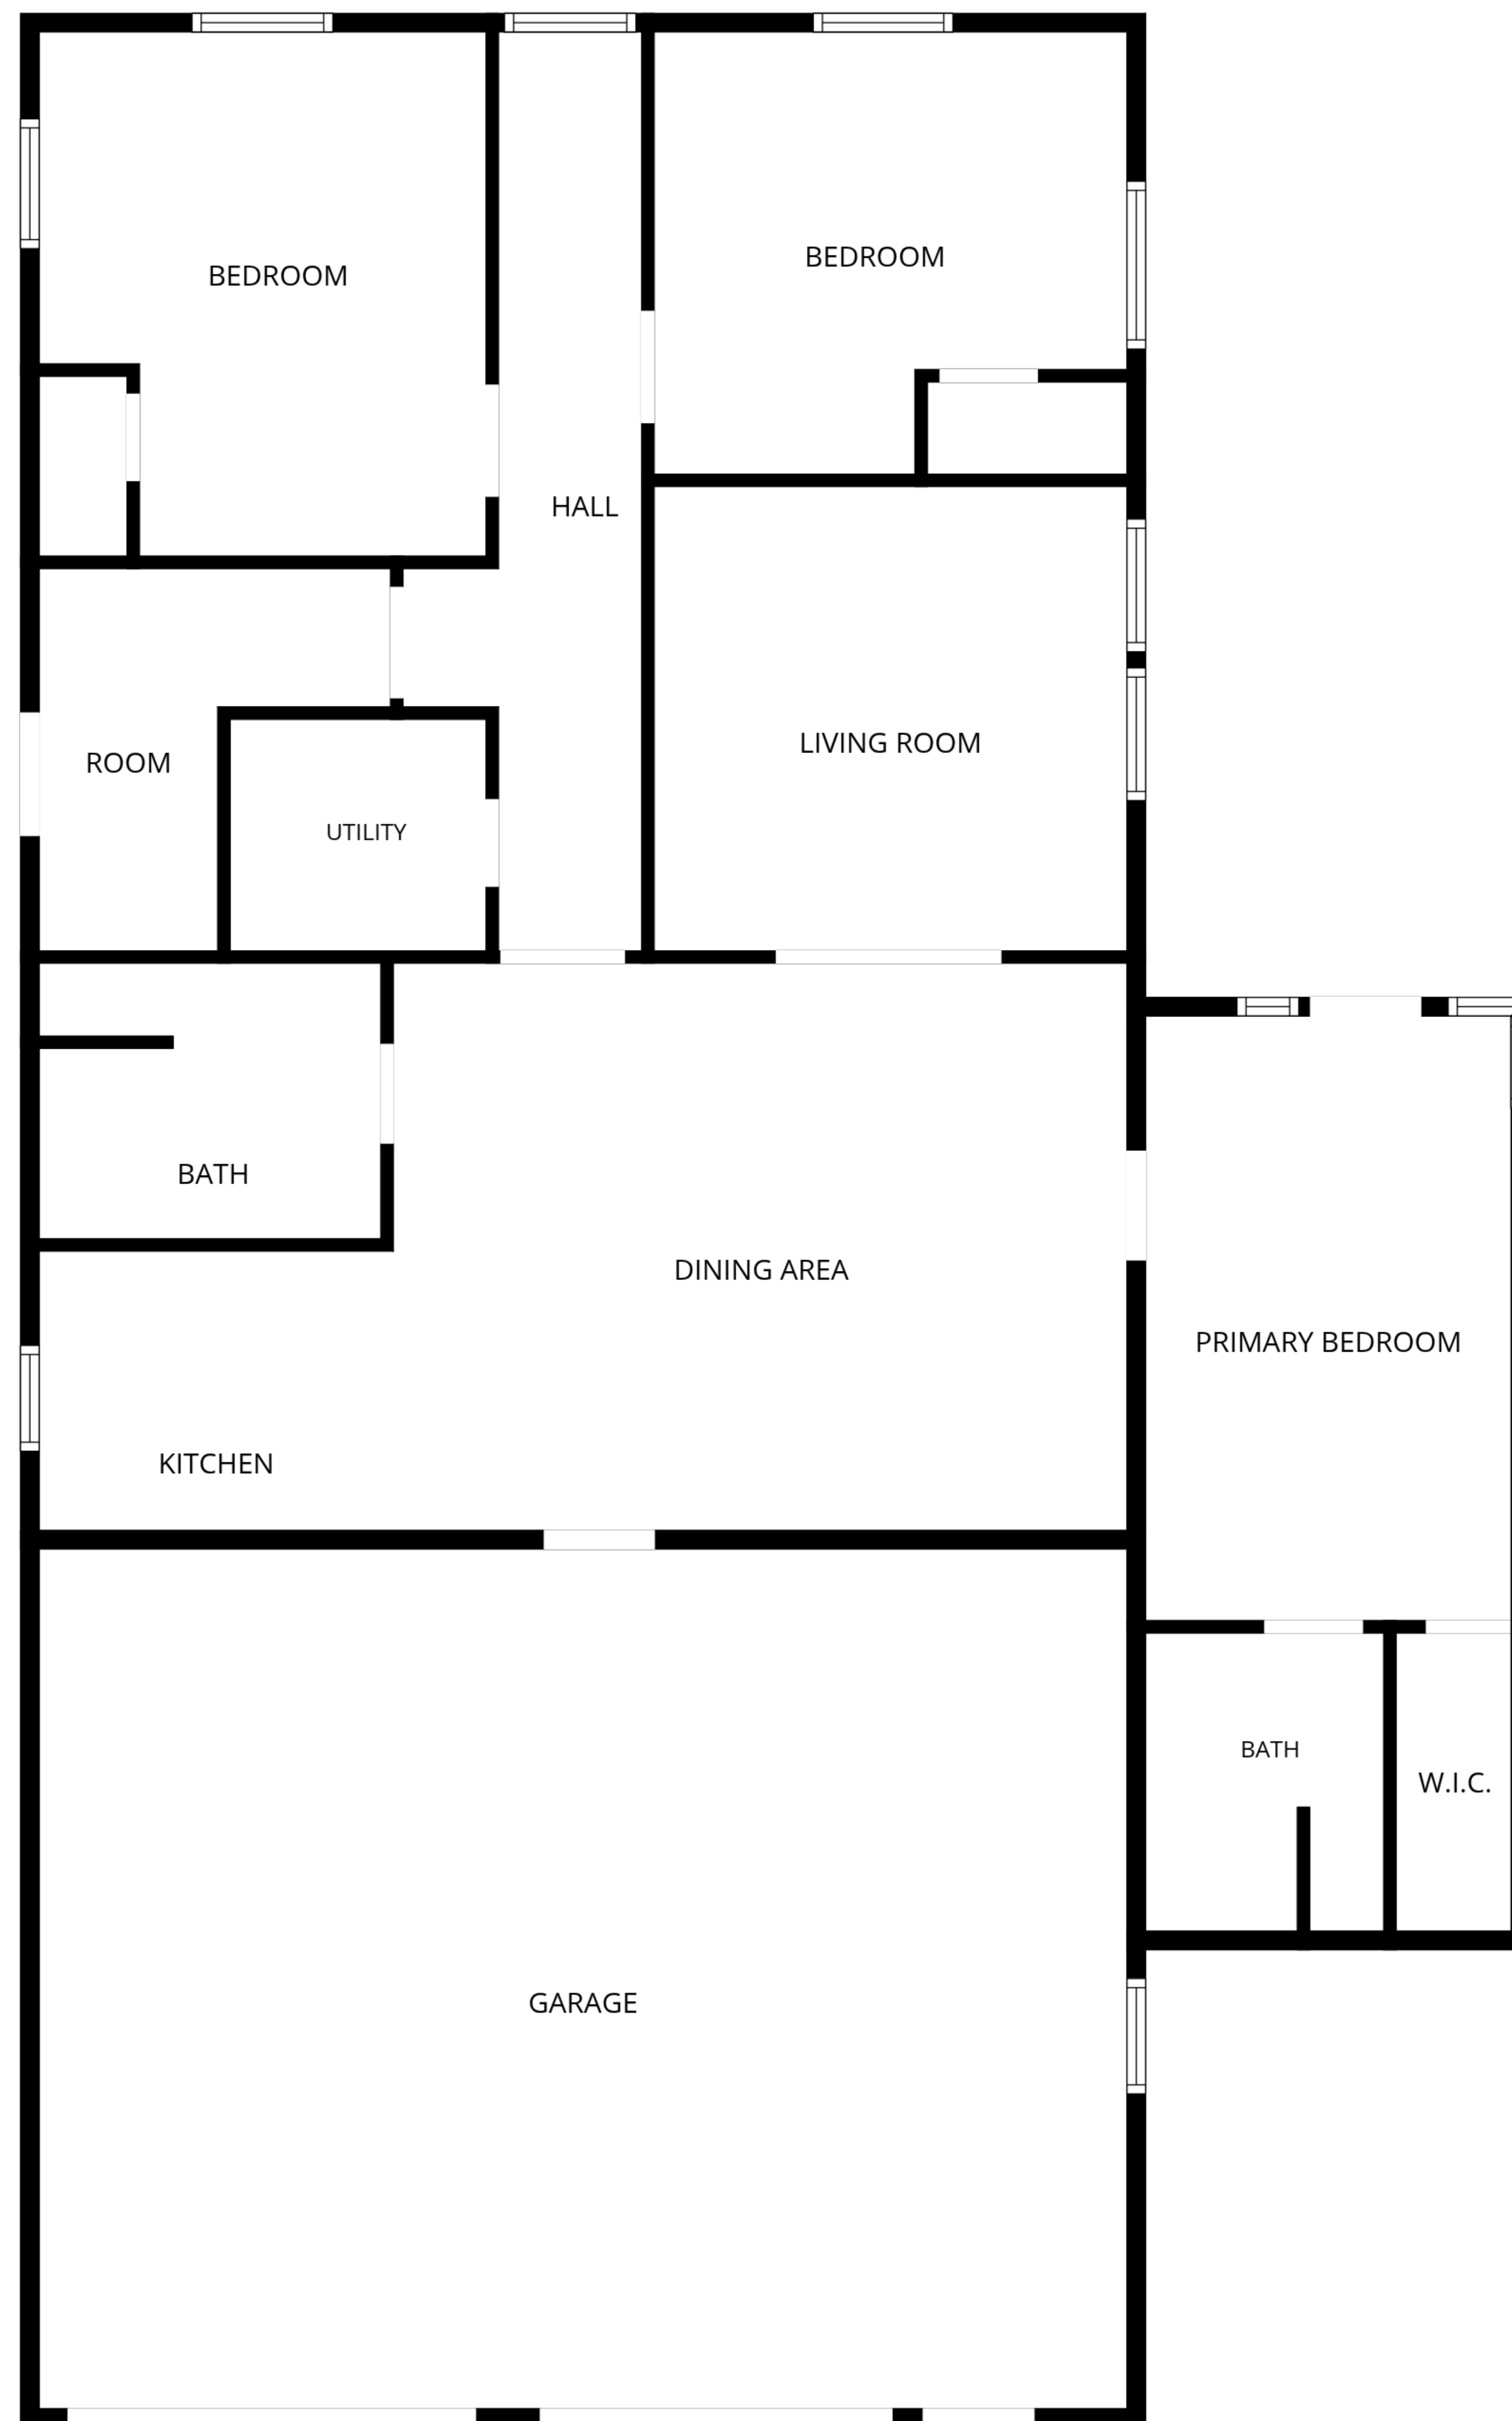 BEDROOM
BEDROOM
HALL
LIVING ROOM
ROOM
UTILITY
BATH
DINING AREA
PRIMARY BEDROOM
KITCHEN
BATH
W.I.C.
GARAGE